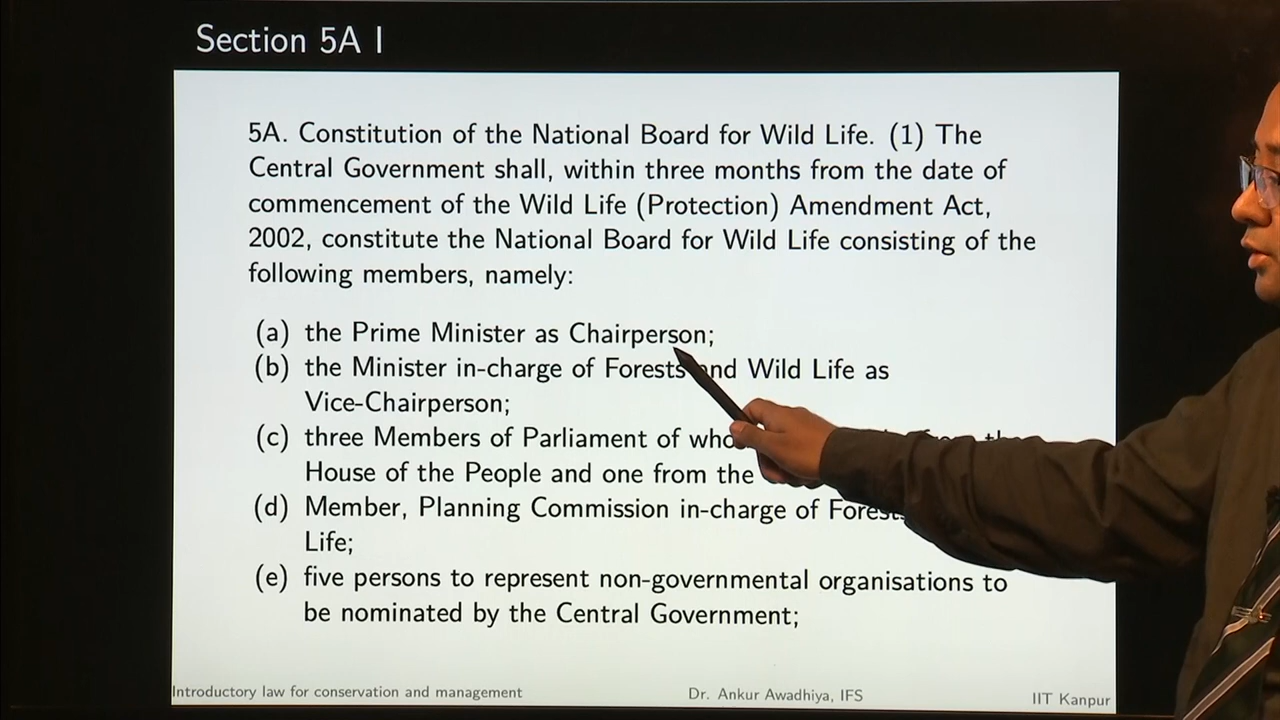 Section 5A I
5A. Constitution of the National Board for Wild Life. (1) The
Central Government shall, within three months from the date of
commencement of the Wild Life (Protection) Amendment Act,
2002, constitute the National Board for Wild Life consisting of the
following members, namely:
(a) the Prime Minister as Chairperson;
(b) the Minister in-charge of Forests and Wild Life as
Vice-Chairperson;
(c) three Members of Parliament of
House of the People and one from the
(d) Member, Planning Commission in-charge of Forests
Life;
(e) five persons to represent non-governmental organisations to
be nominated by the Central Government;
Introductory law for conservation and management Dr. Ankur Awadhiya, IFS IIT Kanpur